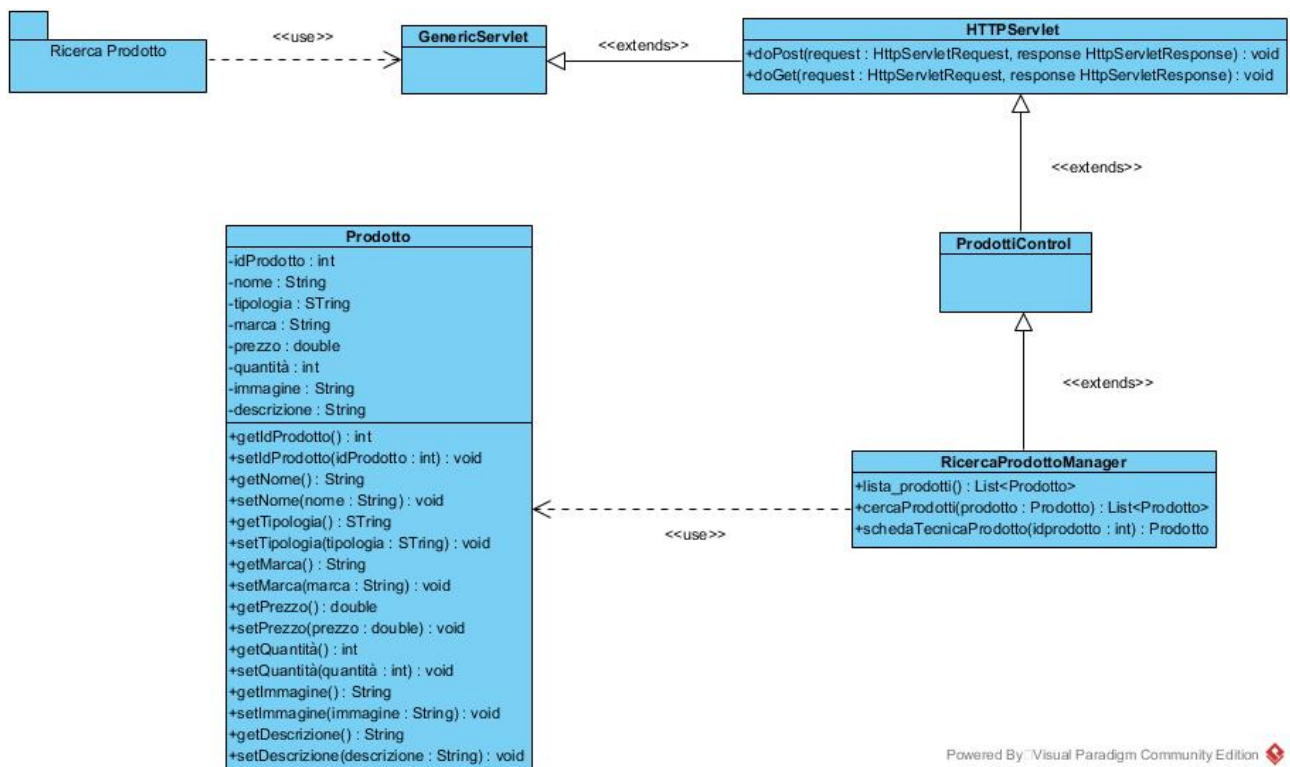 Ricerca Prodotto
<<use>>
GenericServlet
<<extends>>
HTTPServlet
+doPost(request : HttpServletRequest, response HttpServletResponse) : void
+doGet(request : HttpServletRequest, response HttpServletResponse) : void
<<extends>>
ProdottiControl
<<extends>>
Prodotto
-idProdotto : int
-nome : String
-tipologia : STring
-marca : String
-prezzo : double
-quantità : int
-immagine : String
-descrizione : String
+getIdProdotto() : int
+setIdProdotto(idProdotto : int) : void
+getNome() : String
+setNome(nome : String) : void
+getTipologia() : STring
+setTipologia(tipologia : STring) : void
+getMarca() : String
+setMarca(marca : String) : void
+getPrezzo() : double
+setPrezzo(prezzo : double) : void
+getQuantità() : int
+setQuantità(quantità : int) : void
+getImmagine() : String
+setImmagine(immagine : String) : void
+getDescrizione() : String
+setDescrizione(descrizione : String) : void
<<use>>
RicercaProdottoManager
+lista_prodotti() : List<Prodotto>
+cercaProdotti(prodotto : Prodotto) : List<Prodotto>
+schedaTecnicaProdotto(idprodotto : int) : Prodotto
Powered By Visual Paradigm Community Edition